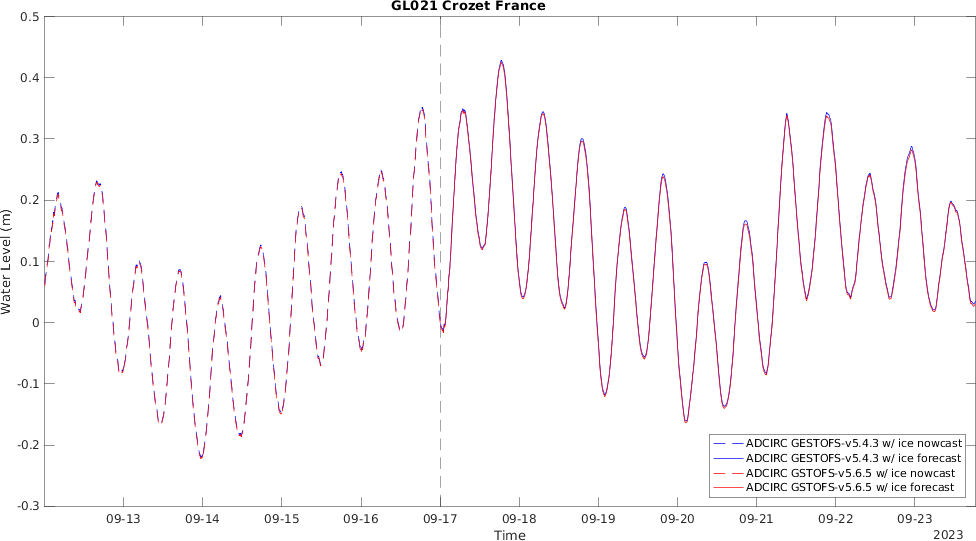 GL021 Crozet France
0.5
0.4
0.3
0.2
0.1
0
-0.1
-0.2
-0.3
Water Level (m)
09-13 09-14 09-15 09-16 09-17 09-18 09-19 09-20 09-21 09-22 09-23
Time
2023
ADCIRC GESTOFS-v5.4.3 w/ ice nowcast
ADCIRC GESTOFS-v5.4.3 w/ ice forecast
ADCIRC GSTOFS-v5.6.5 w/ ice nowcast
ADCIRC GSTOFS-v5.6.5 w/ ice forecast